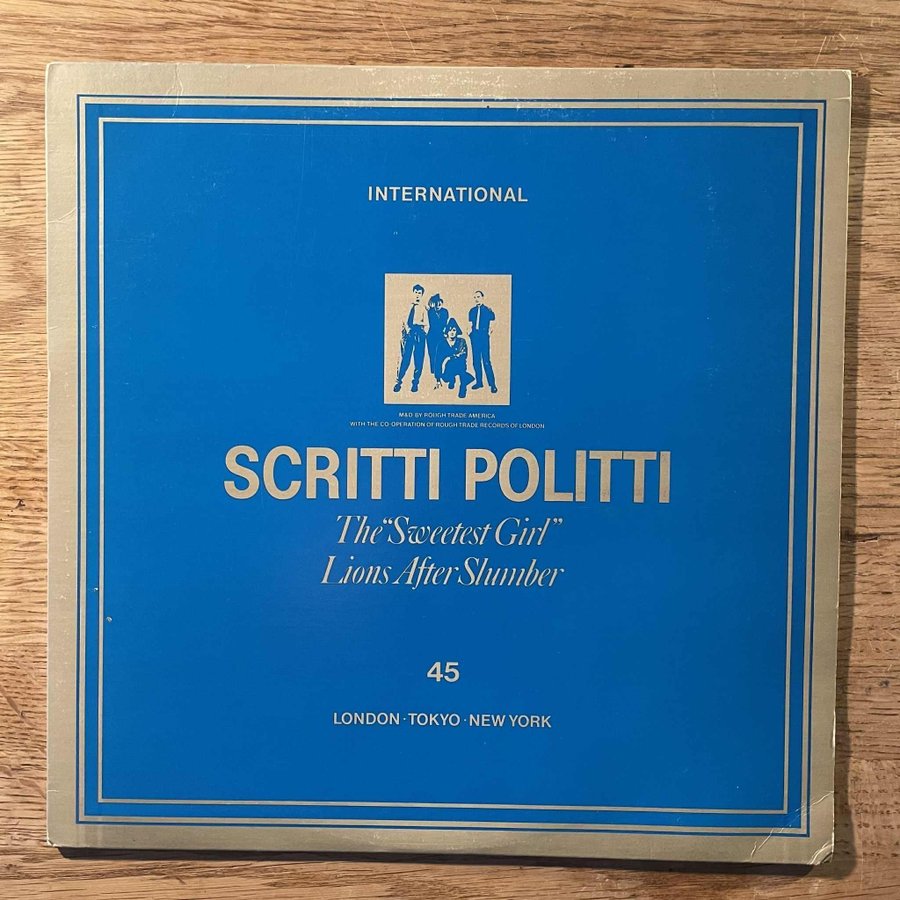 INTERNATIONAL
M&D BY ROUGH TRADE AMERICA
WITH THE CO-OPERATION OF ROUGH TRADE RECORDS OF LONDON
SCRITTI POLITTI
The “Sweetest Girl”
Lions After Slumber
45
LONDON·TOKYO·NEW YORK